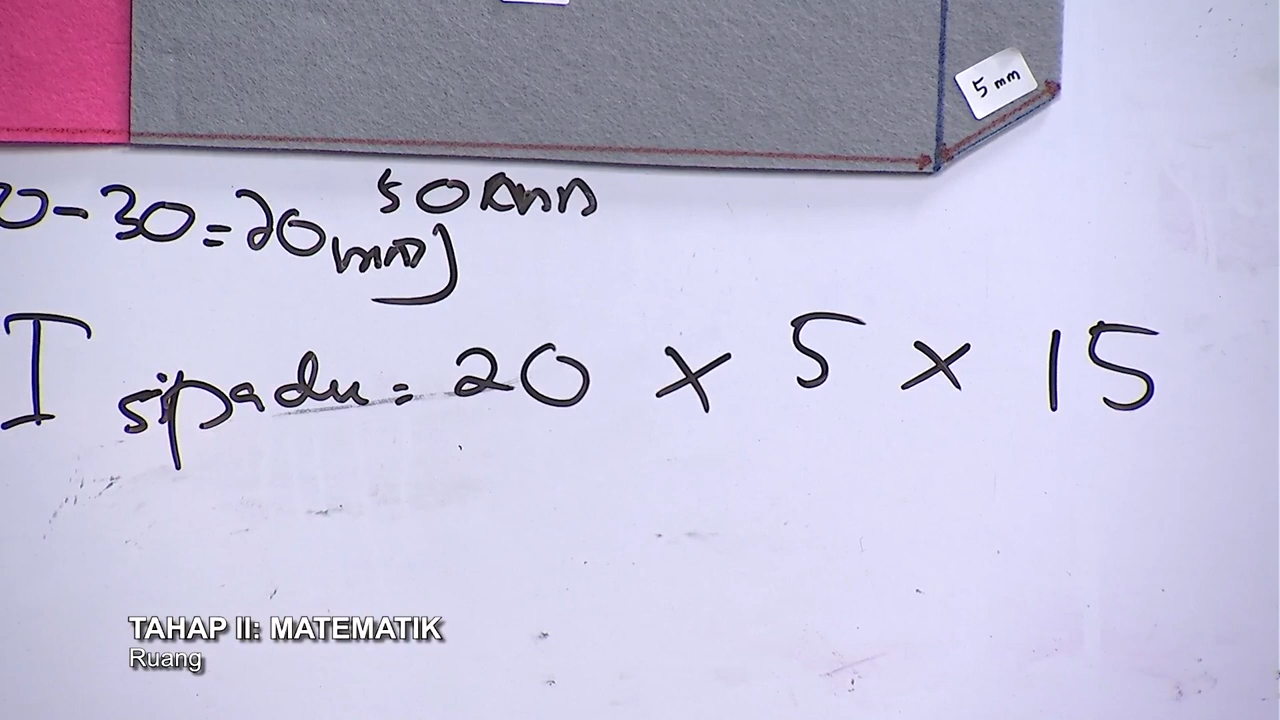 5 mm
0-30=20mm
50mm
I sipadu = 20 × 5 × 15
TAHAP II: MATEMATIK
Ruang